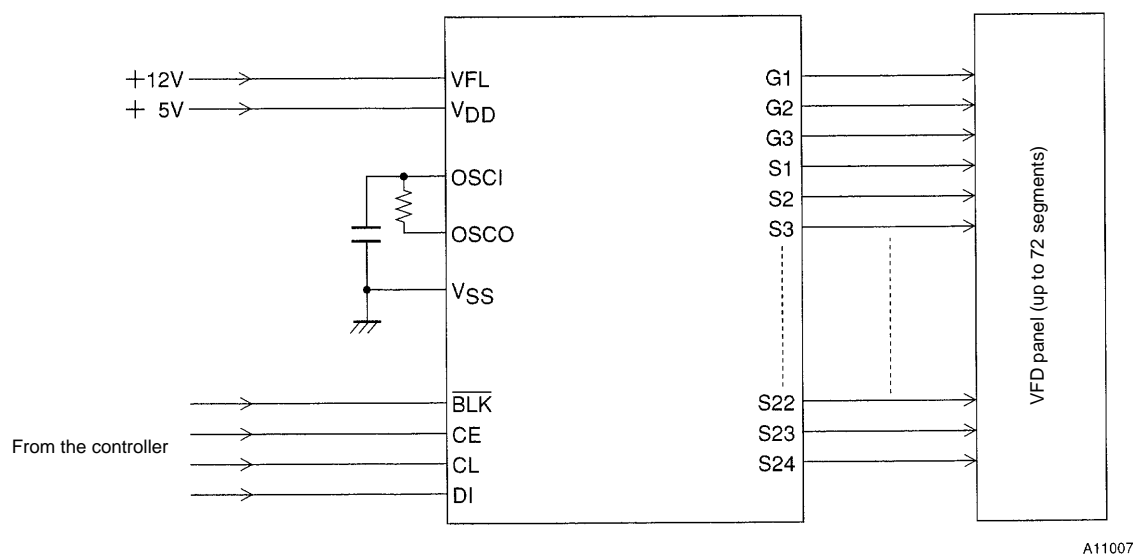 +12V
+ 5V
VFL
VDD
OSCI
OSCO
VSS
BLK
CE
CL
DI
From the controller
G1
G2
G3
S1
S2
S3
S22
S23
S24
VFD panel (up to 72 segments)
A11007